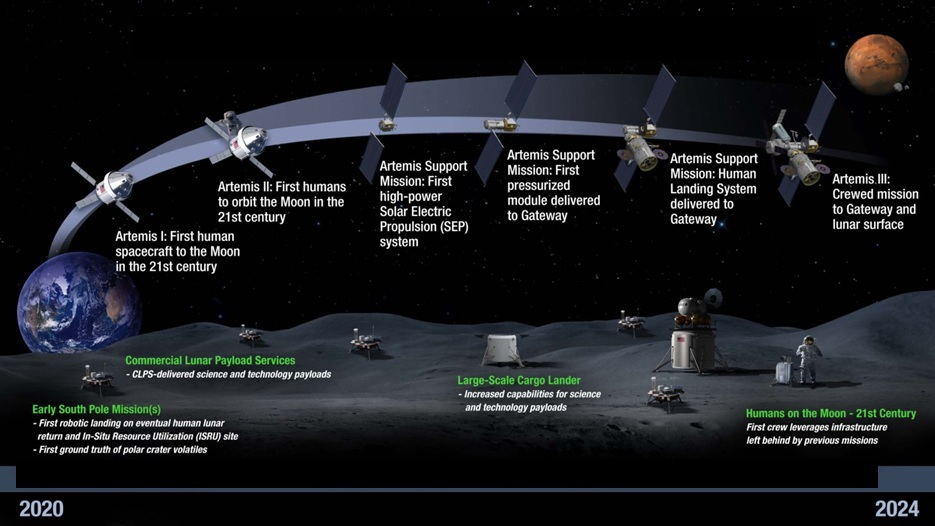 Artemis I: First human
spacecraft to the Moon
in the 21st century
Artemis II: First humans
to orbit the Moon in the
21st century
Artemis Support
Mission: First
high-power
Solar Electric
Propulsion (SEP)
system
Artemis Support
Mission: First
pressurized
module delivered
to Gateway
Artemis Support
Mission: Human
Landing System
delivered to
Gateway
Artemis III:
Crewed mission
to Gateway and
lunar surface
Commercial Lunar Payload Services
- CLPS-delivered science and technology payloads
Early South Pole Mission(s)
- First robotic landing on eventual human lunar
return and In-Situ Resource Utilization (ISRU) site
- First ground truth of polar crater volatiles
Large-Scale Cargo Lander
- Increased capabilities for science
and technology payloads
Humans on the Moon - 21st Century
First crew leverages infrastructure
left behind by previous missions
2020
2024